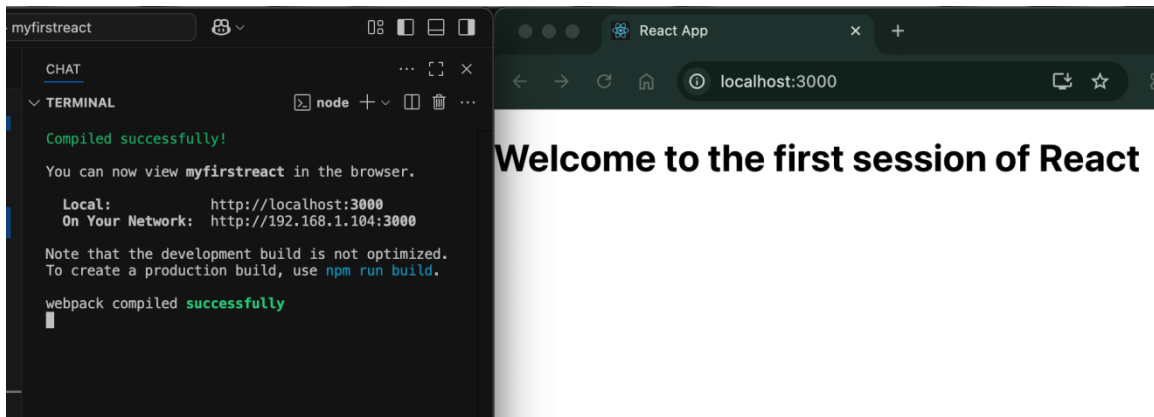 myfirstreact
CHAT
TERMINAL
node
Compiled successfully!
You can now view myfirstreact in the browser.
Local: http://localhost:3000
On Your Network: http://192.168.1.104:3000
Note that the development build is not optimized.
To create a production build, use npm run build.
webpack compiled successfully
React App
localhost:3000
Welcome to the first session of React